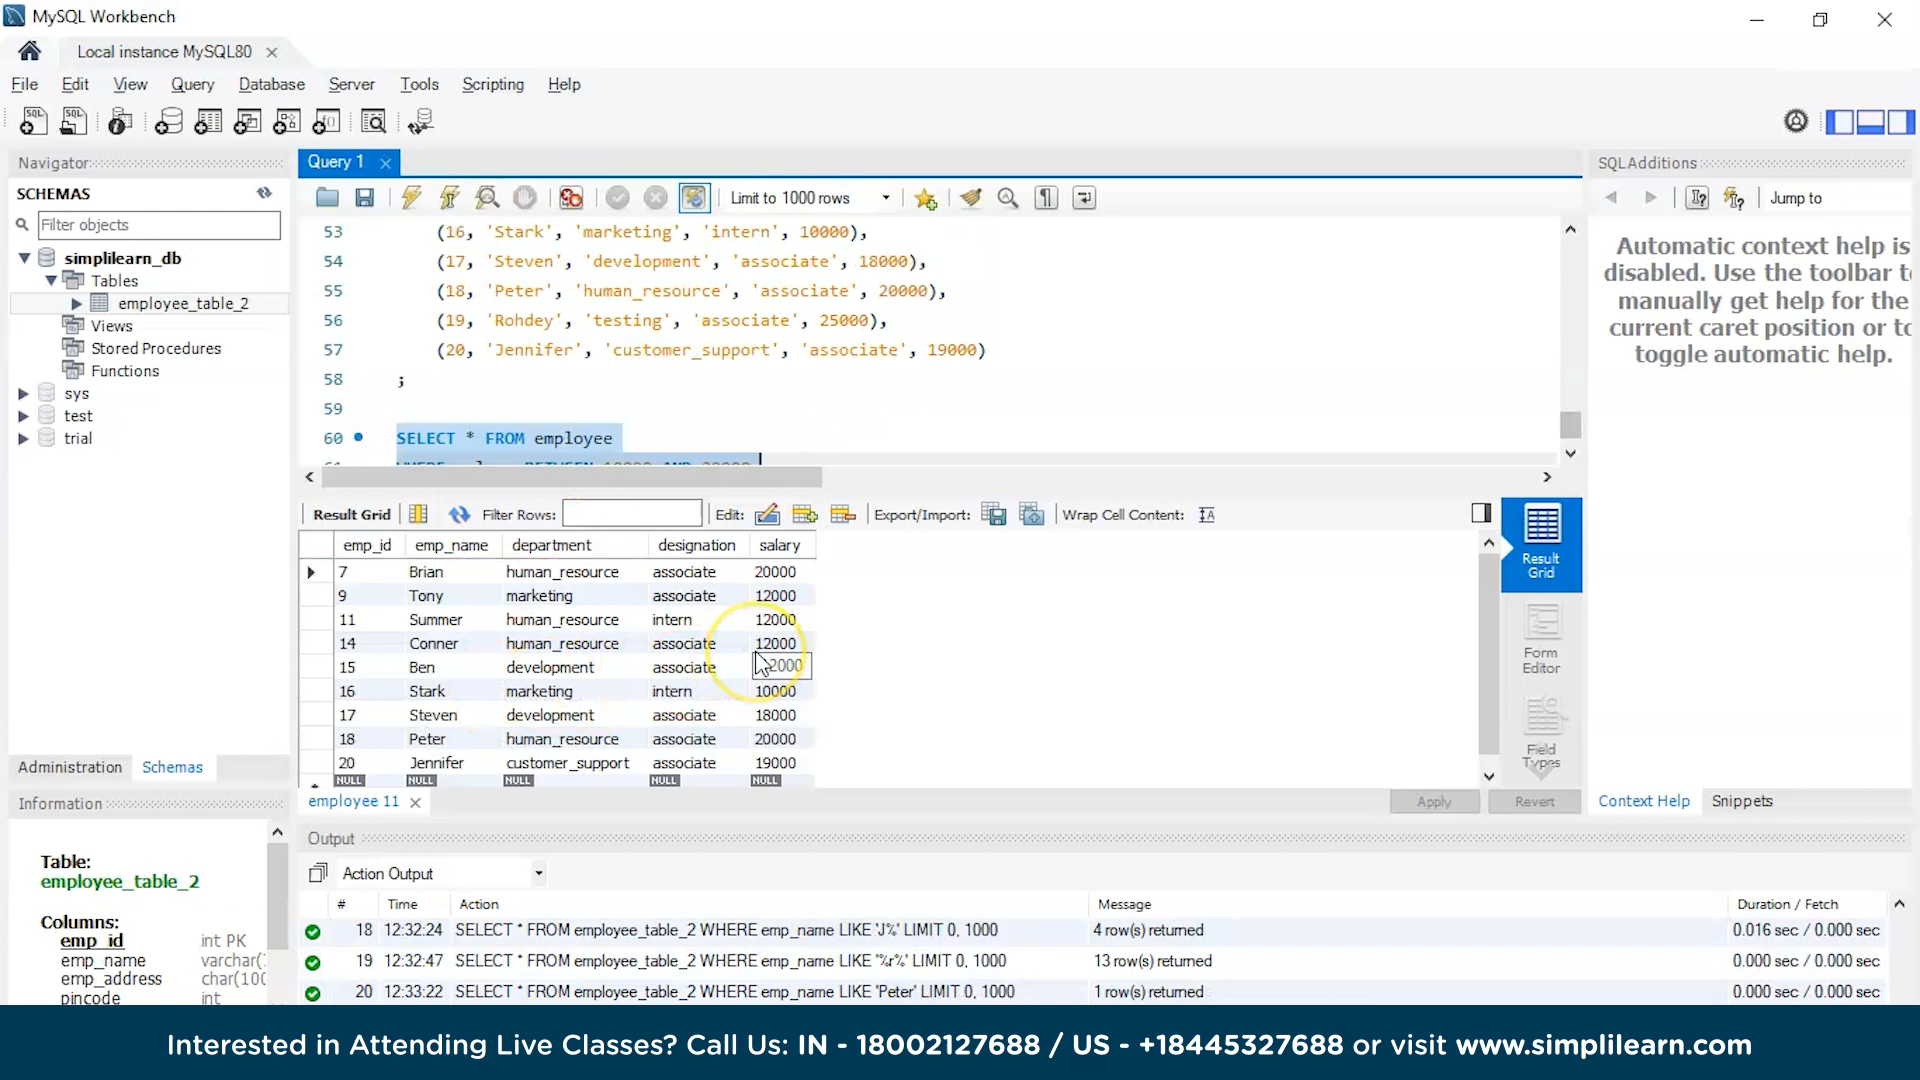 MySQL Workbench
Local instance MySQL80
File Edit View Query Database Server Tools Scripting Help
Navigator
SCHEMAS
Filter objects
simplilearn_db
Tables
employee_table_2
Views
Stored Procedures
Functions
sys
test
trial
Administration Schemas
Information
Table:
employee_table_2
Columns:
emp_id int PK
emp_name varchar(
emp_address char(100
pincode int
Query 1
Limit to 1000 rows
53 (16, 'Stark', 'marketing', 'intern', 10000),
54 (17, 'Steven', 'development', 'associate', 18000),
55 (18, 'Peter', 'human_resource', 'associate', 20000),
56 (19, 'Rohdey', 'testing', 'associate', 25000),
57 (20, 'Jennifer', 'customer_support', 'associate', 19000)
58 ;
59
60 SELECT * FROM employee
Result Grid Filter Rows: Edit: Export/Import: Wrap Cell Content:
emp_id emp_name department designation salary
7 Brian human_resource associate 20000
9 Tony marketing associate 12000
11 Summer human_resource intern 12000
14 Conner human_resource associate 12000
15 Ben development associate
16 Stark marketing intern 10000
17 Steven development associate 18000
18 Peter human_resource associate 20000
20 Jennifer customer_support associate 19000
NULL NULL NULL NULL NULL
Result
Grid
Form
Editor
Field
Types
employee 11
Apply Revert
SQLAdditions
Jump to
Automatic context help is
disabled. Use the toolbar to
manually get help for the
current caret position or to
toggle automatic help.
Context Help Snippets
Output
Action Output
# Time Action Message Duration / Fetch
18 12:32:24 SELECT * FROM employee_table_2 WHERE emp_name LIKE 'J%' LIMIT 0, 1000 4 row(s) returned 0.016 sec / 0.000 sec
19 12:32:47 SELECT * FROM employee_table_2 WHERE emp_name LIKE '%r%' LIMIT 0, 1000 13 row(s) returned 0.000 sec / 0.000 sec
20 12:33:22 SELECT * FROM employee_table_2 WHERE emp_name LIKE 'Peter' LIMIT 0, 1000 1 row(s) returned 0.000 sec / 0.000 sec
Interested in Attending Live Classes? Call Us: IN - 18002127688 / US - +18445327688 or visit www.simplilearn.com